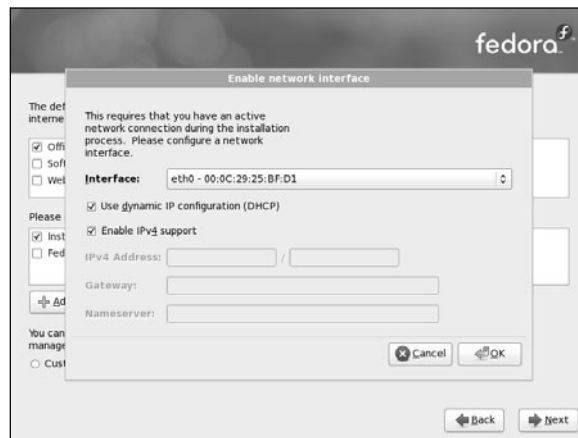 fedora
Enable network interface
The def
interne
This requires that you have an active
network connection during the installation
process. Please configure a network
interface.
Offi
Soft
Web
Interface: eth0 - 00:0C:29:25:BF:D1
Use dynamic IP configuration (DHCP)
Please
Enable IPv4 support
Inst
Fed
IPv4 Address: /
Gateway:
Ad
Nameserver:
You can
manage
Cancel OK
Cust
Back Next